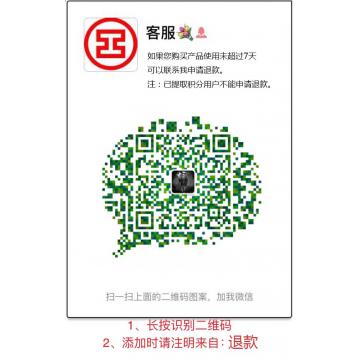 客服
如果您购买产品使用未超过7天
可以联系我申请退款。
注：已提取积分用户不能申请退款。
扫一扫上面的二维码图案，加我微信
1、长按识别二维码
2、添加时请注明来自：退款